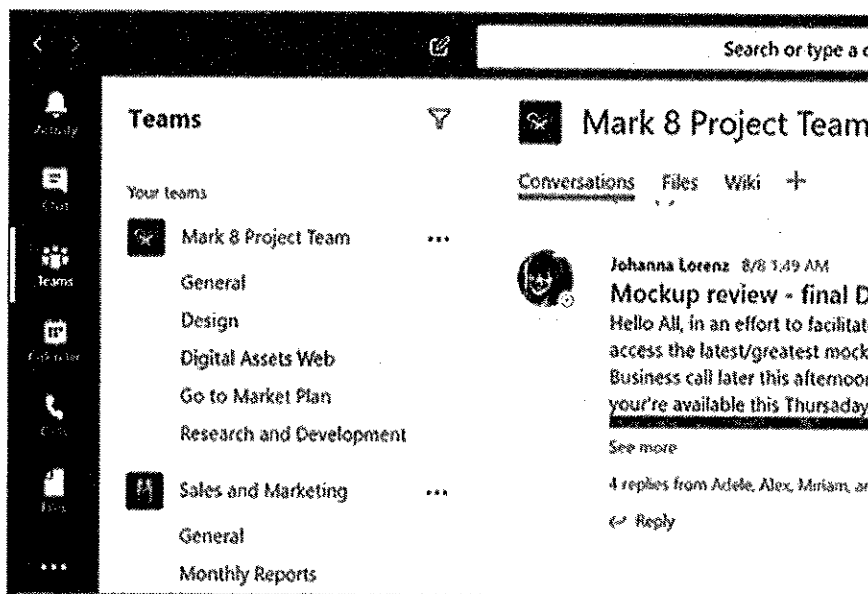 Search or type a c
Activity
Chat
Teams
Calendar
Calls
Files
Teams
Your teams
Mark 8 Project Team
General
Design
Digital Assets Web
Go to Market Plan
Research and Development
Sales and Marketing
General
Monthly Reports
Mark 8 Project Team
Conversations Files Wiki
Johanna Lorenz 8/8 1:49 AM
Mockup review - final D
Hello All, in an effort to facilitat
access the latest/greatest mock
Business call later this afternoon
your're available this Thursaday
See more
4 replies from Adele, Alex, Miriam, an
Reply